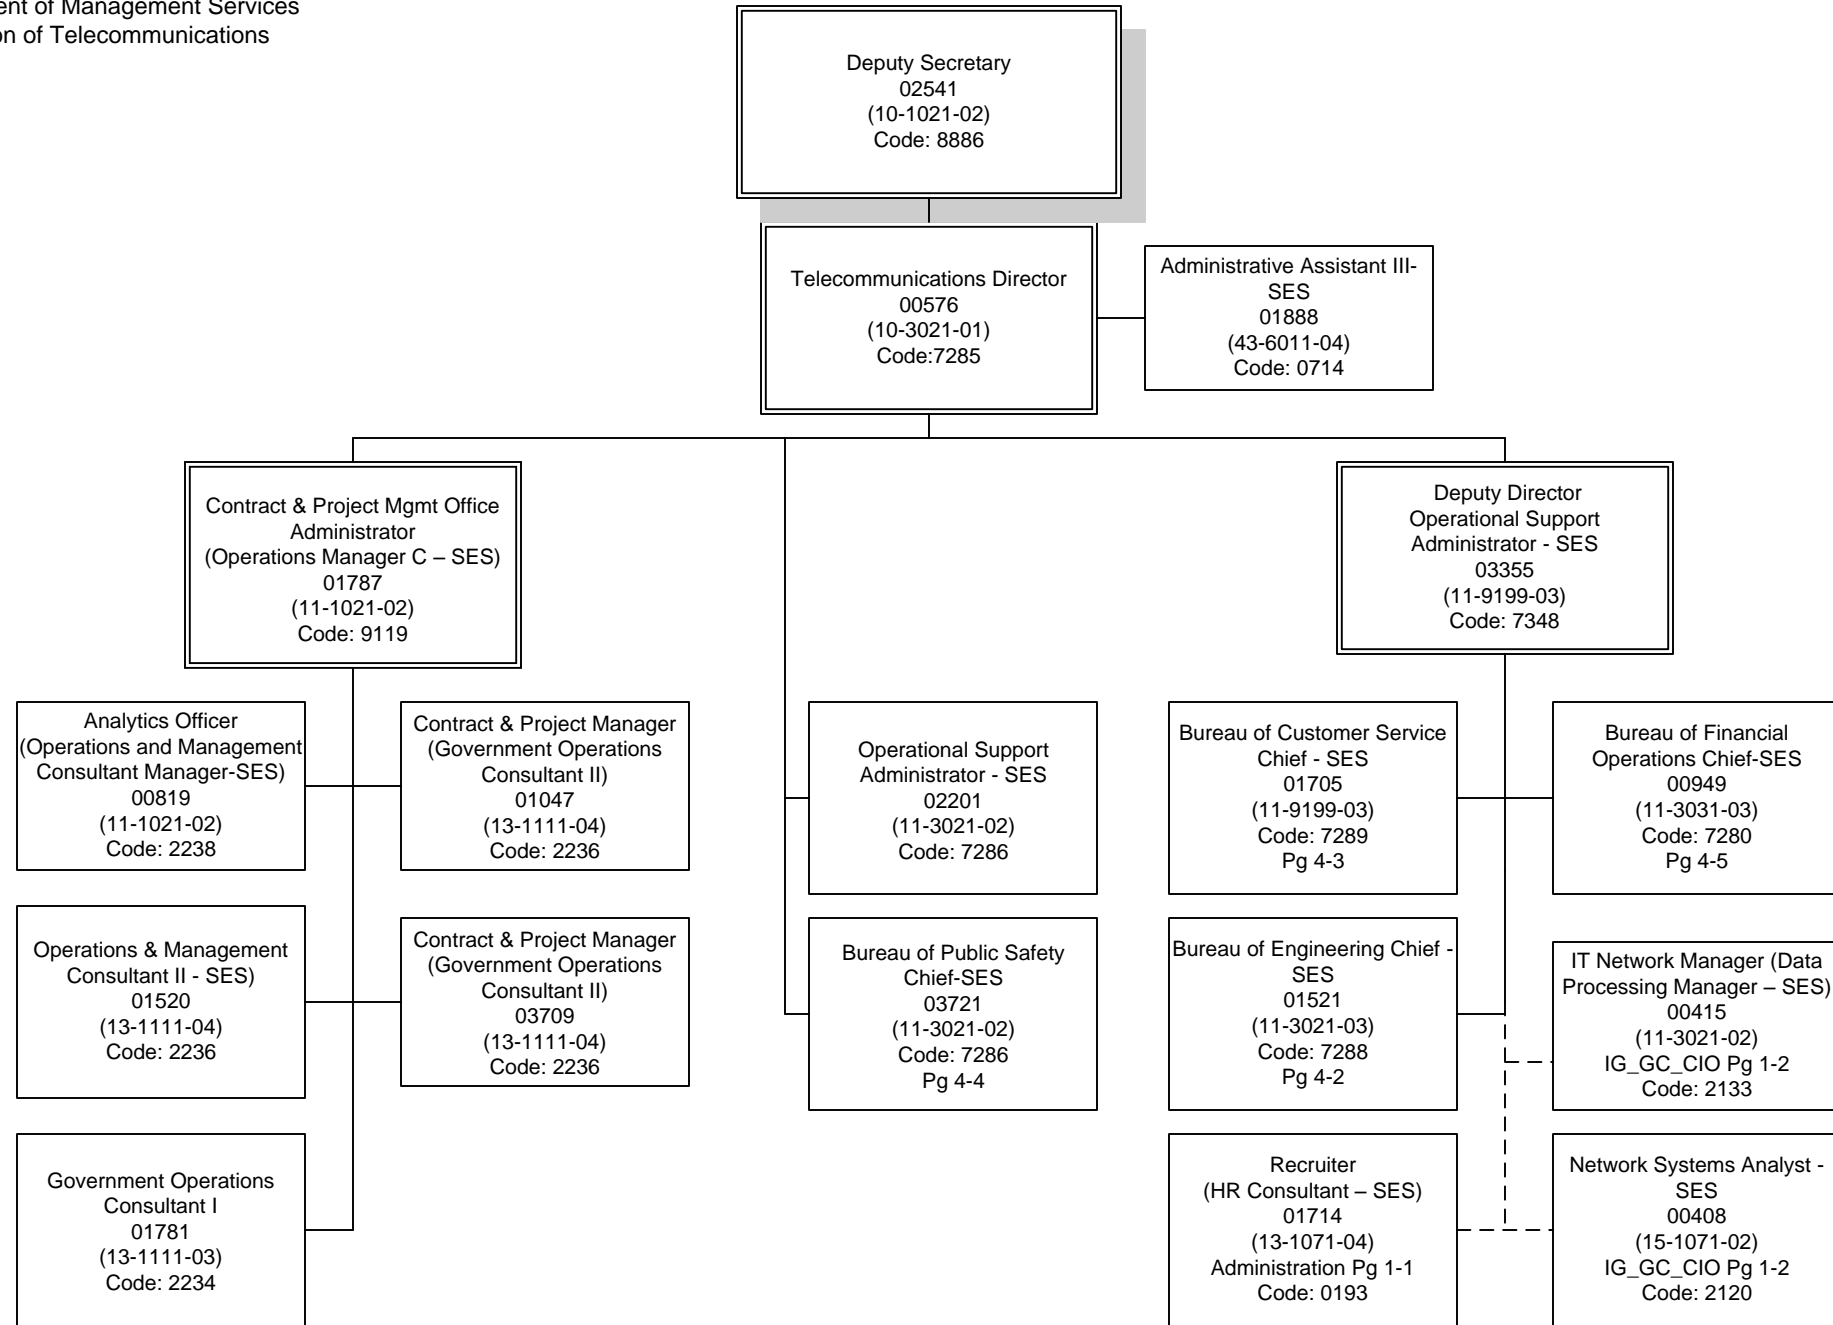 of Management Services
of Telecommunications
Deputy Secretary
02541
(10-1021-02)
Code: 8886
Telecommunications Director
00576
(10-3021-01)
Code:7285
Administrative Assistant III-
SES
01888
(43-6011-04)
Code: 0714
Contract & Project Mgmt Office
Administrator
(Operations Manager C – SES)
01787
(11-1021-02)
Code: 9119
Deputy Director
Operational Support
Administrator - SES
03355
(11-9199-03)
Code: 7348
Analytics Officer
(Operations and Management
Consultant Manager-SES)
00819
(11-1021-02)
Code: 2238
Contract & Project Manager
(Government Operations
Consultant II)
01047
(13-1111-04)
Code: 2236
Operational Support
Administrator - SES
02201
(11-3021-02)
Code: 7286
Bureau of Customer Service
Chief - SES
01705
(11-9199-03)
Code: 7289
Pg 4-3
Bureau of Financial
Operations Chief-SES
00949
(11-3031-03)
Code: 7280
Pg 4-5
Operations & Management
Consultant II - SES)
01520
(13-1111-04)
Code: 2236
Contract & Project Manager
(Government Operations
Consultant II)
03709
(13-1111-04)
Code: 2236
Bureau of Public Safety
Chief-SES
03721
(11-3021-02)
Code: 7286
Pg 4-4
Bureau of Engineering Chief -
SES
01521
(11-3021-03)
Code: 7288
Pg 4-2
IT Network Manager (Data
Processing Manager – SES)
00415
(11-3021-02)
IG_GC_CIO Pg 1-2
Code: 2133
Government Operations
Consultant I
01781
(13-1111-03)
Code: 2234
Recruiter
(HR Consultant – SES)
01714
(13-1071-04)
Administration Pg 1-1
Code: 0193
Network Systems Analyst -
SES
00408
(15-1071-02)
IG_GC_CIO Pg 1-2
Code: 2120